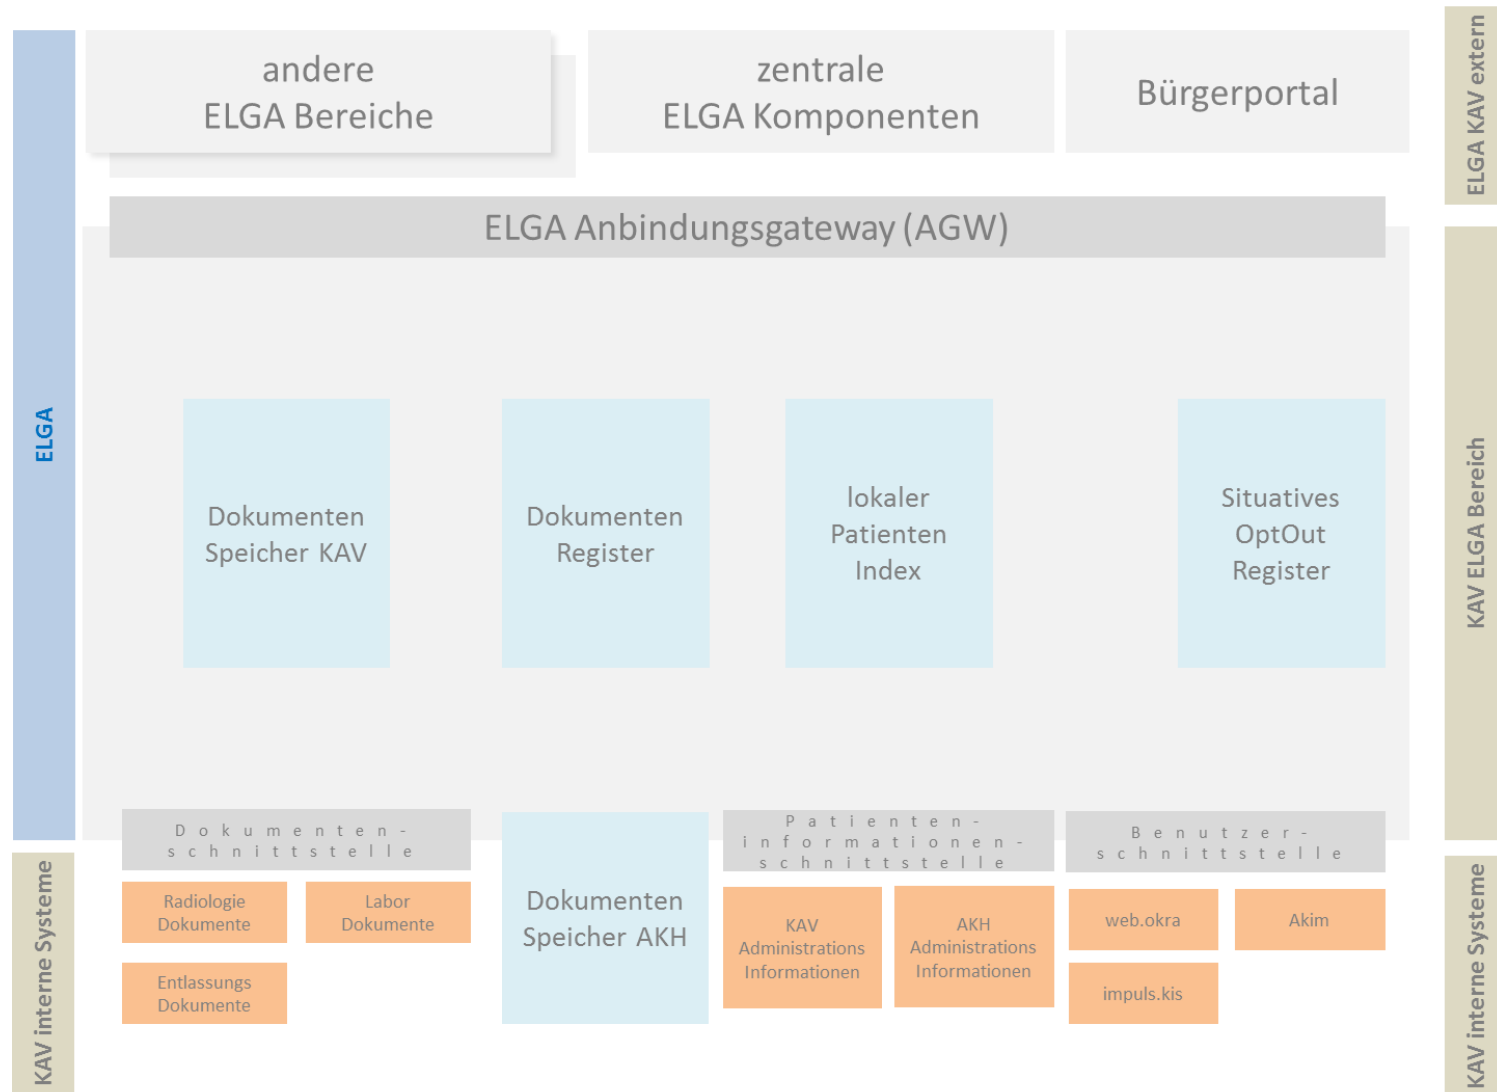 andere
ELGA Bereiche
zentrale
ELGA Komponenten
Bürgerportal
ELGA KAV extern
ELGA Anbindungsgateway (AGW)
ELGA
Dokumenten
Speicher KAV
Dokumenten
Register
lokaler
Patienten
Index
Situatives
OptOut
Register
KAV ELGA Bereich
Dokumenten-
schnittstelle
Patienten-
informationen-
schnittstelle
Benutzer-
schnittstelle
KAV interne Systeme
Radiologie
Dokumente
Labor
Dokumente
Entlassungs
Dokumente
Dokumenten
Speicher AKH
KAV
Administrations
Informationen
AKH
Administrations
Informationen
web.okra
Akim
impuls.kis
KAV interne Systeme